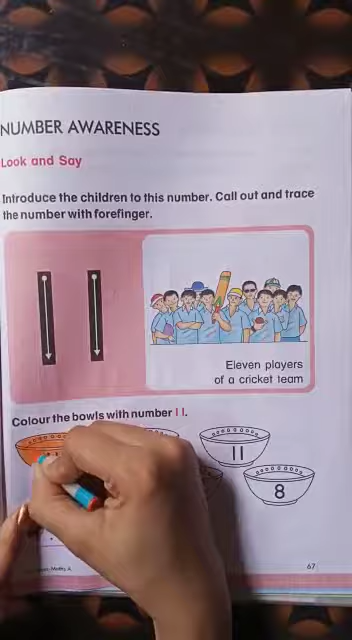 NUMBER AWARENESS
Look and Say
Introduce the children to this number. Call out and trace
the number with forefinger.
11
Eleven players
of a cricket team
Colour the bowls with number 11.
11
8
67